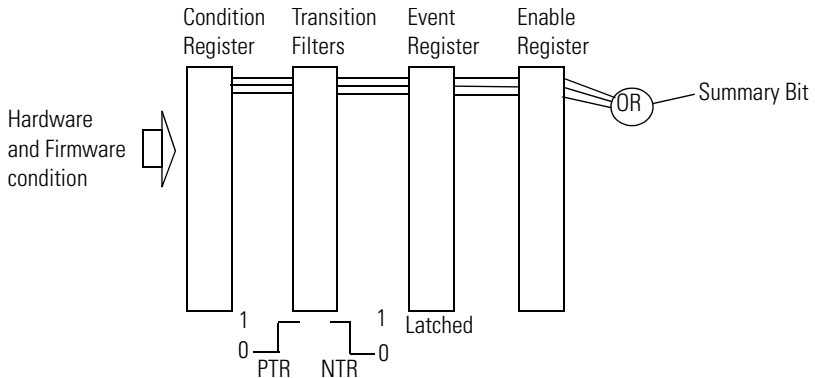 Condition
Register
Transition
Filters
Event
Register
Enable
Register
OR
Summary Bit
Hardware
and Firmware
condition
1
0
PTR
NTR
1
0
Latched